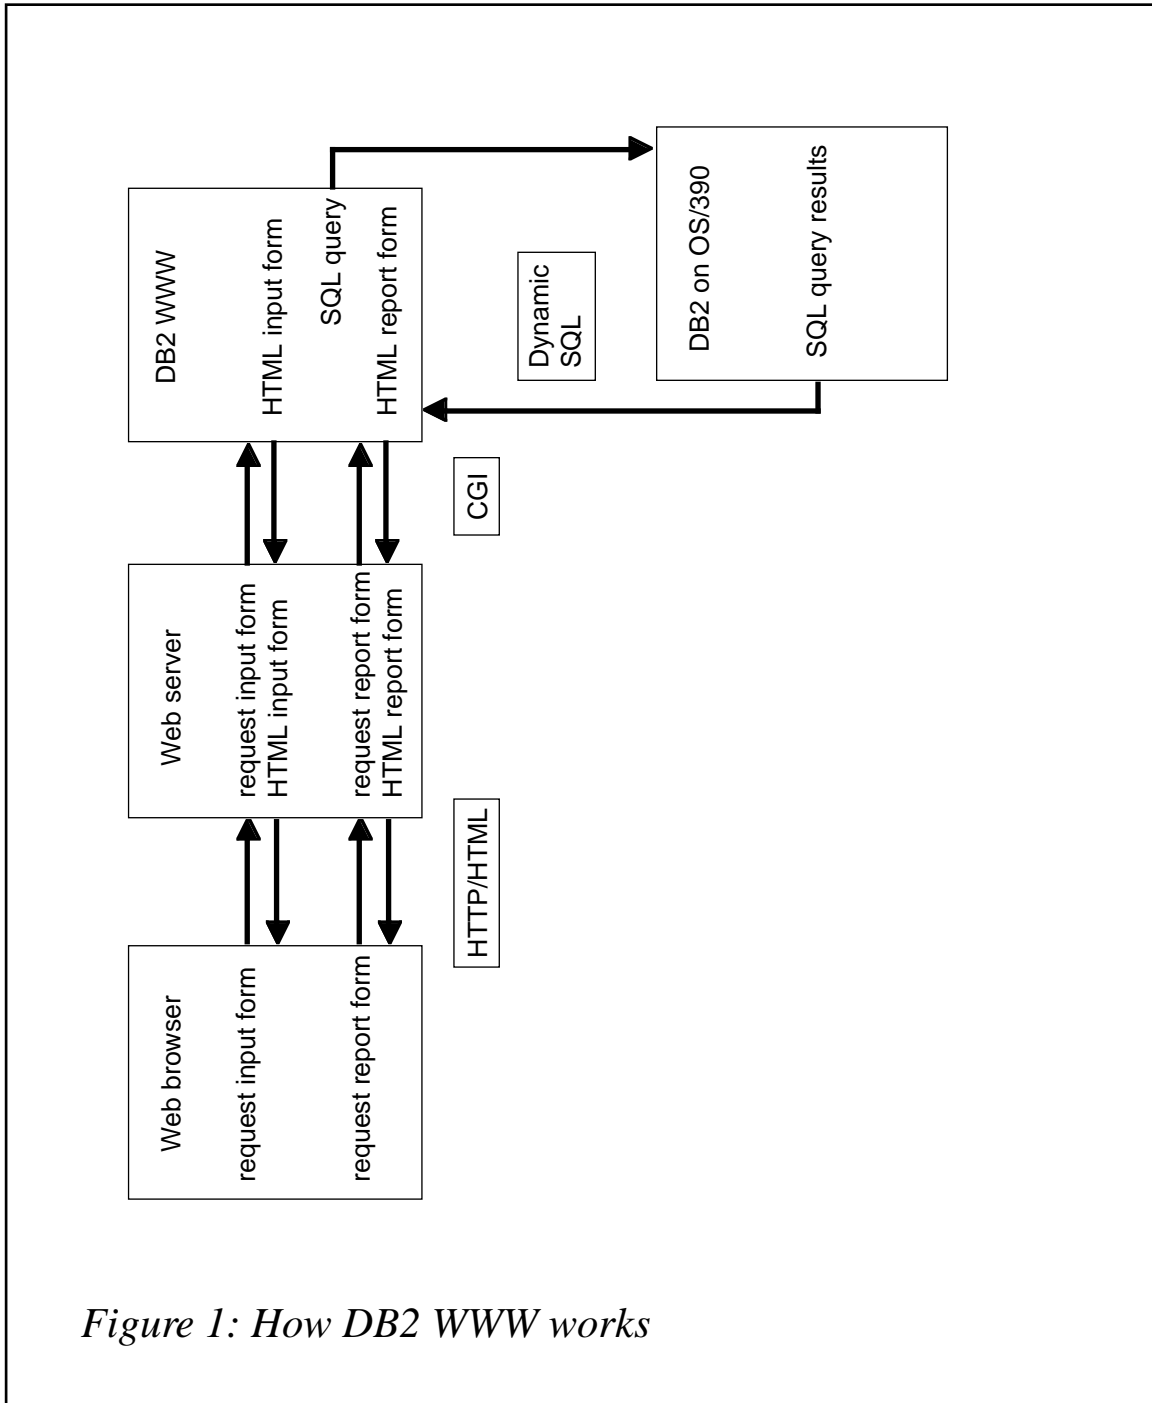 Web browser
request input form
request report form
HTTP/HTML
Web server
request input form
HTML input form
request report form
HTML report form
CGI
DB2 WWW
HTML input form
SQL query
HTML report form
Dynamic
SQL
DB2 on OS/390
SQL query results
Figure 1: How DB2 WWW works